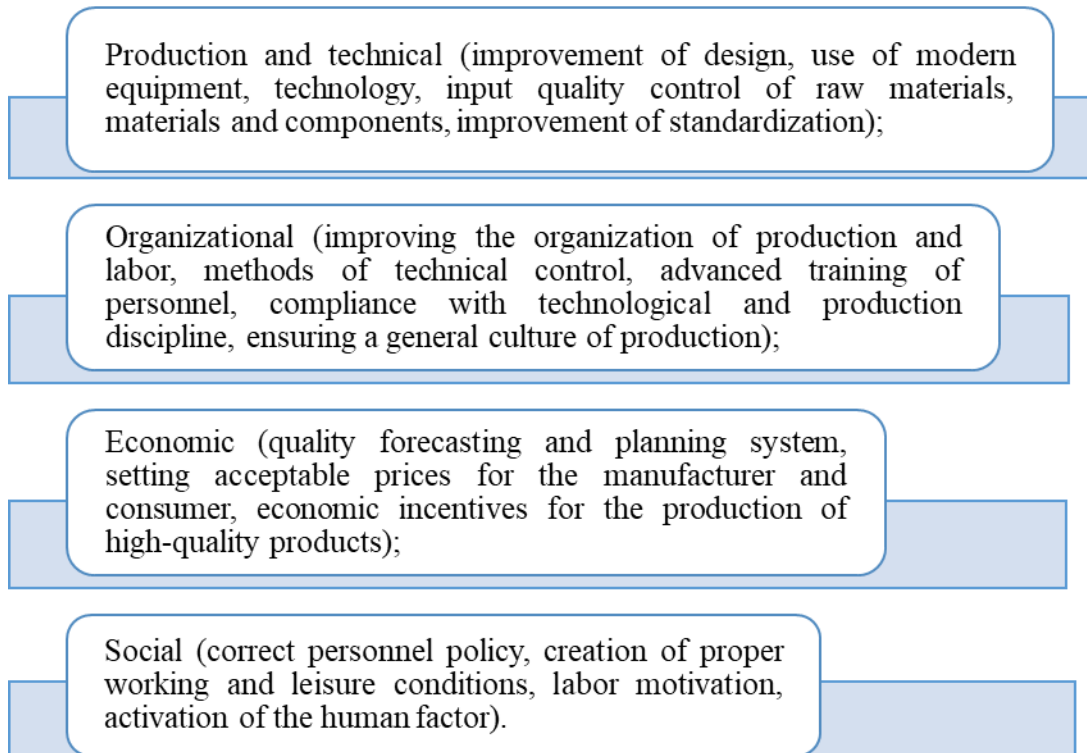 Production and technical (improvement of design, use of modern
equipment, technology, input quality control of raw materials,
materials and components, improvement of standardization);
Organizational (improving the organization of production and
labor, methods of technical control, advanced training of
personnel, compliance with technological and production
discipline, ensuring a general culture of production);
Economic (quality forecasting and planning system,
setting acceptable prices for the manufacturer and
consumer, economic incentives for the production of
high-quality products);
Social (correct personnel policy, creation of proper
working and leisure conditions, labor motivation,
activation of the human factor).